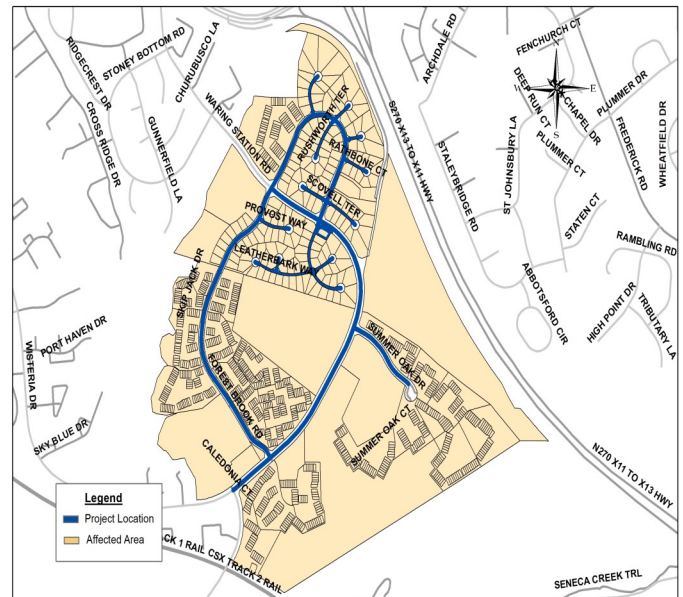 RIDGECREST DR
STONEY BOTTOM RD
CHURUBUSCO LA
CROSS RIDGE DR
GUNNERFIELD LA
WARING STATION RD
RUSHWORTH TER
RATHBONE CT
SCOVELL TER
PROVOST WAY
LEATHERBARK WAY
S270 X13 TO X11 HWY
ARCHDALE RD
STALEYBRIDGE RD
FENCHURCH CT
N
W
E
S
DEEP RUN CT
CHAPEL DR
PLUMMER DR
PLUMMER CT
FREDERICK RD
WHEATFIELD DR
ST JOHNSBURY LA
STATEN CT
RAMBLING RD
ABBOTSFORD CIR
HIGH POINT DR
TRIBUTARY LA
SKIP JACK DR
PORT HAVEN DR
WISTERIA DR
SKY BLUE DR
FOREST BROOK RD
SUMMER OAK DR
SUMMER OAK CT
CALEDONIA CT
N270 X11 TO X13 HWY
Legend
Project Location
Affected Area
CK 1 RAIL CSX TRACK 2 RAIL
SENECA CREEK TRL